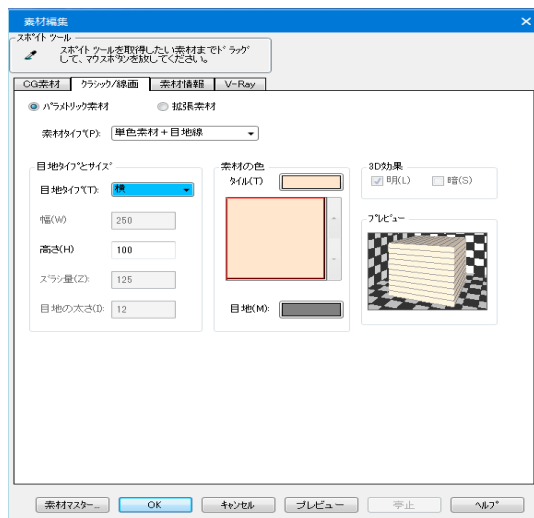 素材編集
スポイト ツール
スポイト ツールを取得したい素材までドラッグ
して、マウスボタンを放してください。
CG素材 クラシック/線画 素材情報 V-Ray
パラメトリック素材 拡張素材
素材タイプ(P): 単色素材+目地線
目地タイプとサイズ 素材の色 3D効果
目地タイプ(T): 横 タイル(T) 明(L) 暗(S)
幅(W) 250 プレビュー
高さ(H) 100
ズラシ量(Z): 125
目地の太さ(I): 12 目地(M):
素材マスター... OK キャンセル プレビュー 停止 ヘルプ